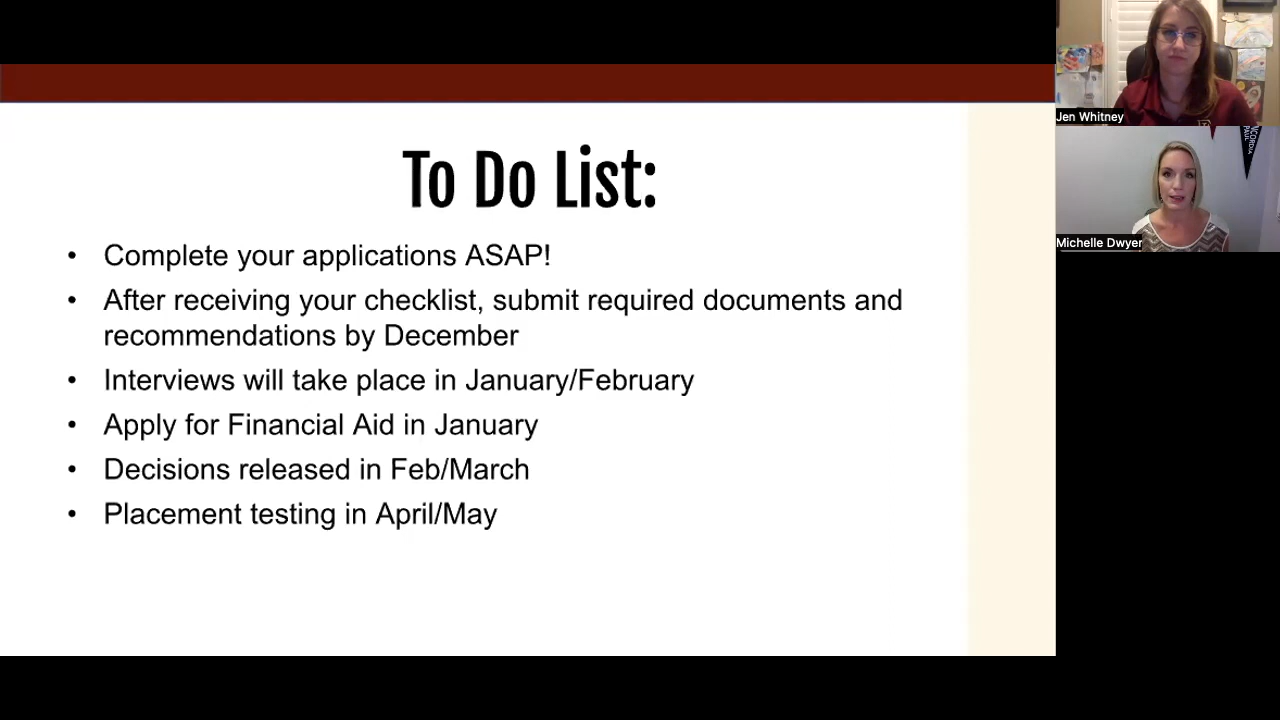 To Do List:
• Complete your applications ASAP!
• After receiving your checklist, submit required documents and
recommendations by December
• Interviews will take place in January/February
• Apply for Financial Aid in January
• Decisions released in Feb/March
• Placement testing in April/May
Jen Whitney
NCORDIA
PAUL
Michelle Dwyer